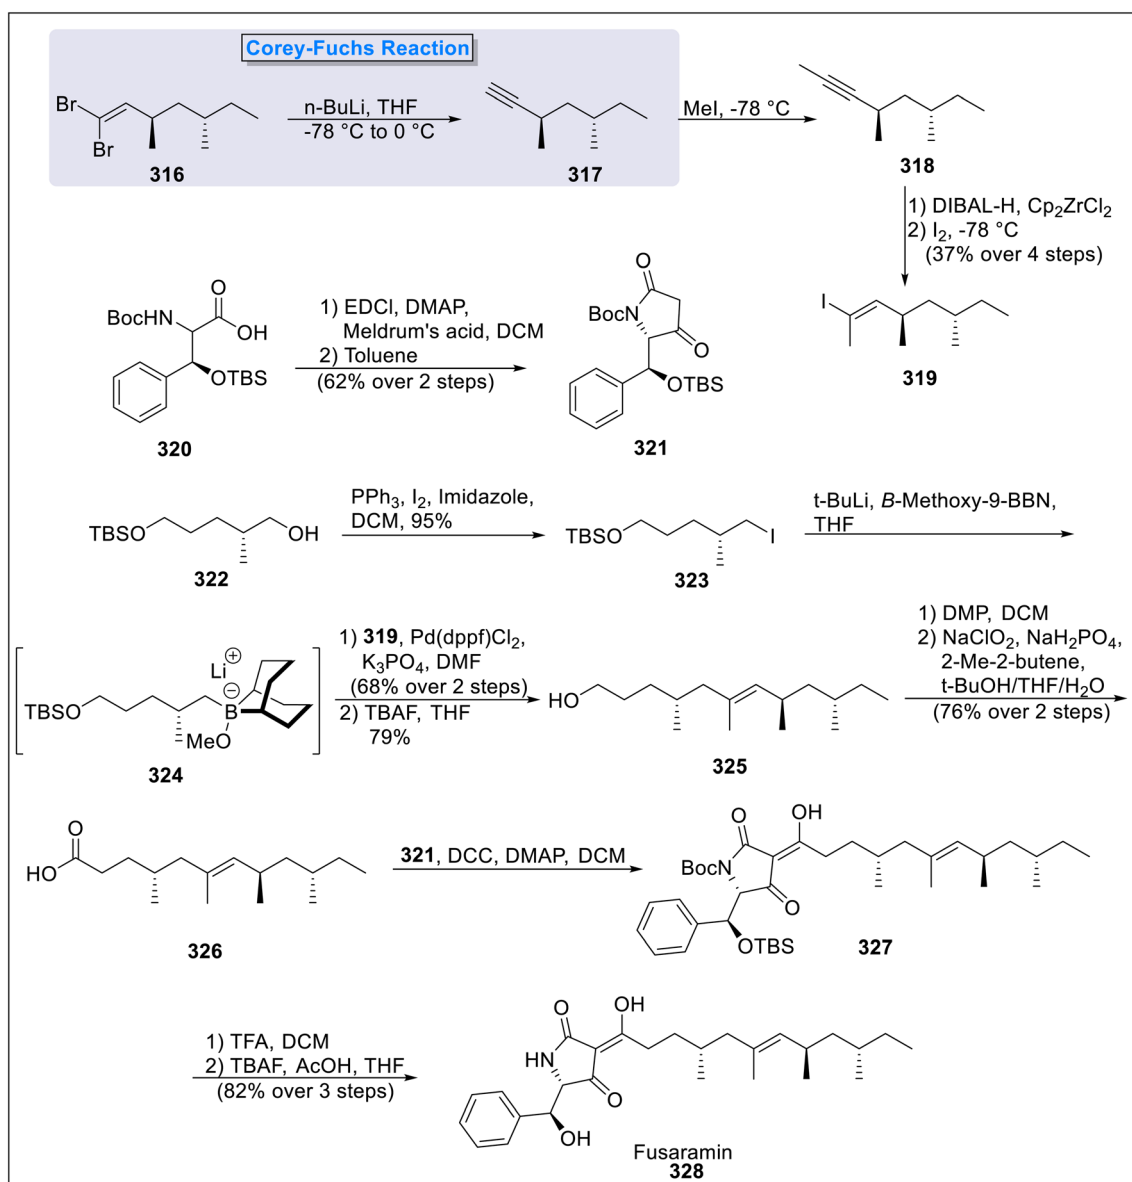 Corey-Fuchs Reaction
Br
Br
316
n-BuLi, THF
-78 °C to 0 °C
317
MeI, -78 °C
318
1) DIBAL-H, Cp2ZrCl2
2) I2, -78 °C
(37% over 4 steps)
I
319
BocHN
O
OH
OTBS
320
1) EDCl, DMAP,
Meldrum's acid, DCM
2) Toluene
(62% over 2 steps)
O
BocN
O
OTBS
321
TBSO
OH
322
PPh3, I2, Imidazole,
DCM, 95%
TBSO
I
323
t-BuLi, B-Methoxy-9-BBN,
THF
Li+
−
TBSO
B
MeO
324
1) 319, Pd(dppf)Cl2,
K3PO4, DMF
(68% over 2 steps)
2) TBAF, THF
79%
HO
325
1) DMP, DCM
2) NaClO2, NaH2PO4,
2-Me-2-butene,
t-BuOH/THF/H2O
(76% over 2 steps)
O
HO
326
321, DCC, DMAP, DCM
O
OH
BocN
O
OTBS
327
1) TFA, DCM
2) TBAF, AcOH, THF
(82% over 3 steps)
O
OH
HN
O
OH
Fusaramin
328